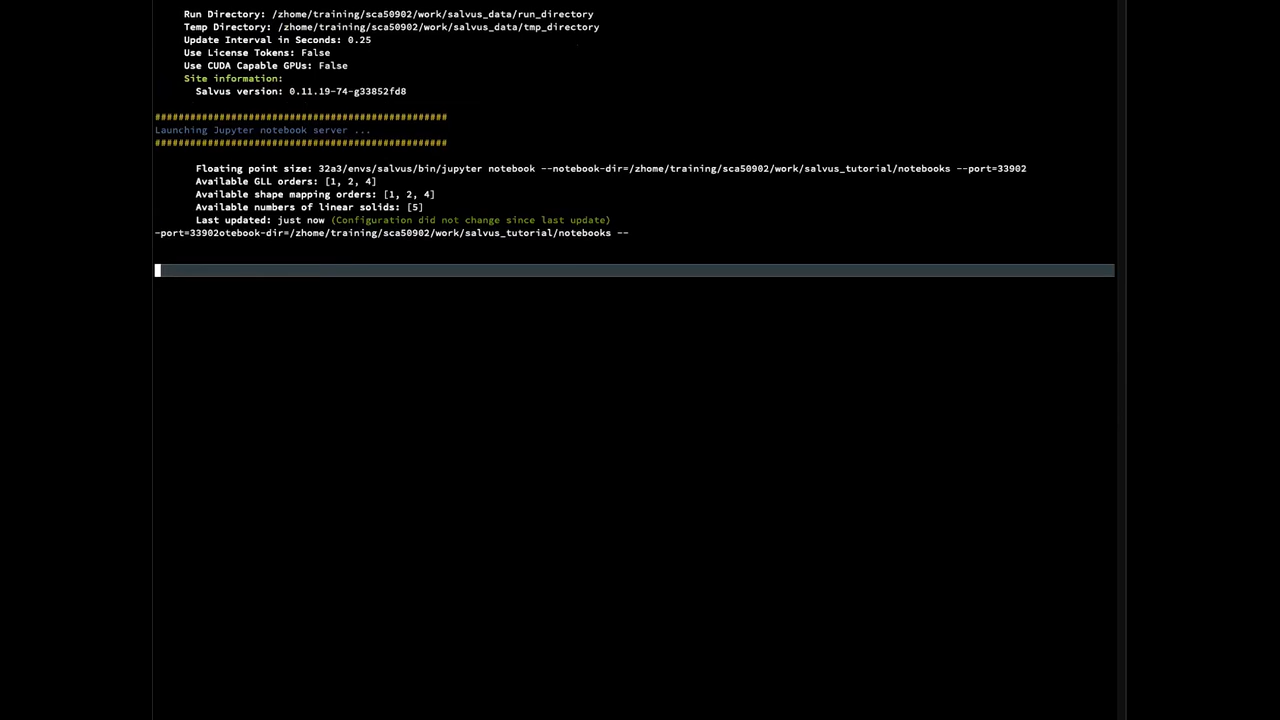 Run Directory: /zhome/training/sca50902/work/salvus_data/run_directory
Temp Directory: /zhome/training/sca50902/work/salvus_data/tmp_directory
Update Interval in Seconds: 0.25
Use License Tokens: False
Use CUDA Capable GPUs: False
Site information:
Salvus version: 0.11.19-74-g33852fd8
##################################################
Launching Jupyter notebook server ...
##################################################
Floating point size: 32a3/envs/salvus/bin/jupyter notebook --notebook-dir=/zhome/training/sca50902/work/salvus_tutorial/notebooks --port=33902
Available GLL orders: [1, 2, 4]
Available shape mapping orders: [1, 2, 4]
Available numbers of linear solids: [5]
Last updated: just now (Configuration did not change since last update)
-port=33902otebook-dir=/zhome/training/sca50902/work/salvus_tutorial/notebooks --